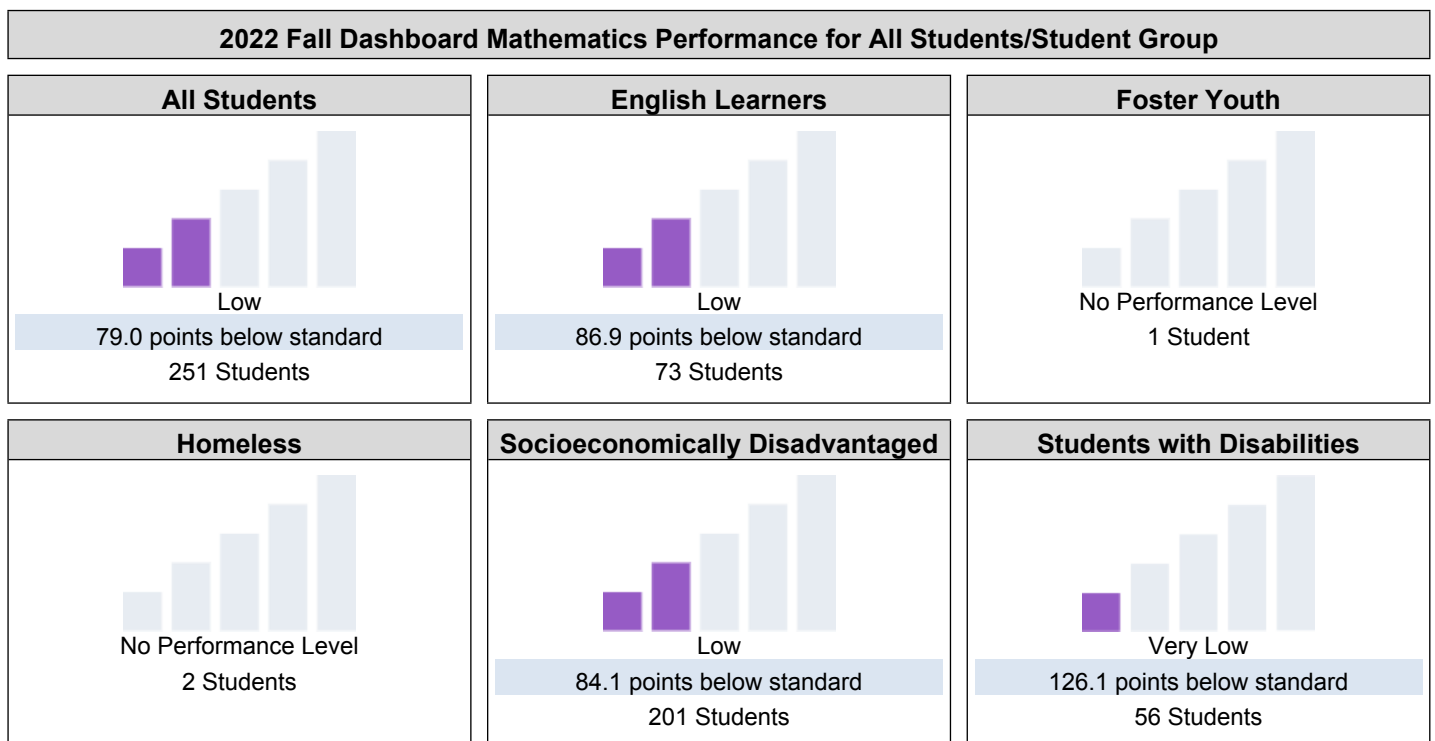 2022 Fall Dashboard Mathematics Performance for All Students/Student Group
All Students
Low
79.0 points below standard
251 Students
English Learners
Low
86.9 points below standard
73 Students
Foster Youth
No Performance Level
1 Student
Homeless
No Performance Level
2 Students
Socioeconomically Disadvantaged
Low
84.1 points below standard
201 Students
Students with Disabilities
Very Low
126.1 points below standard
56 Students